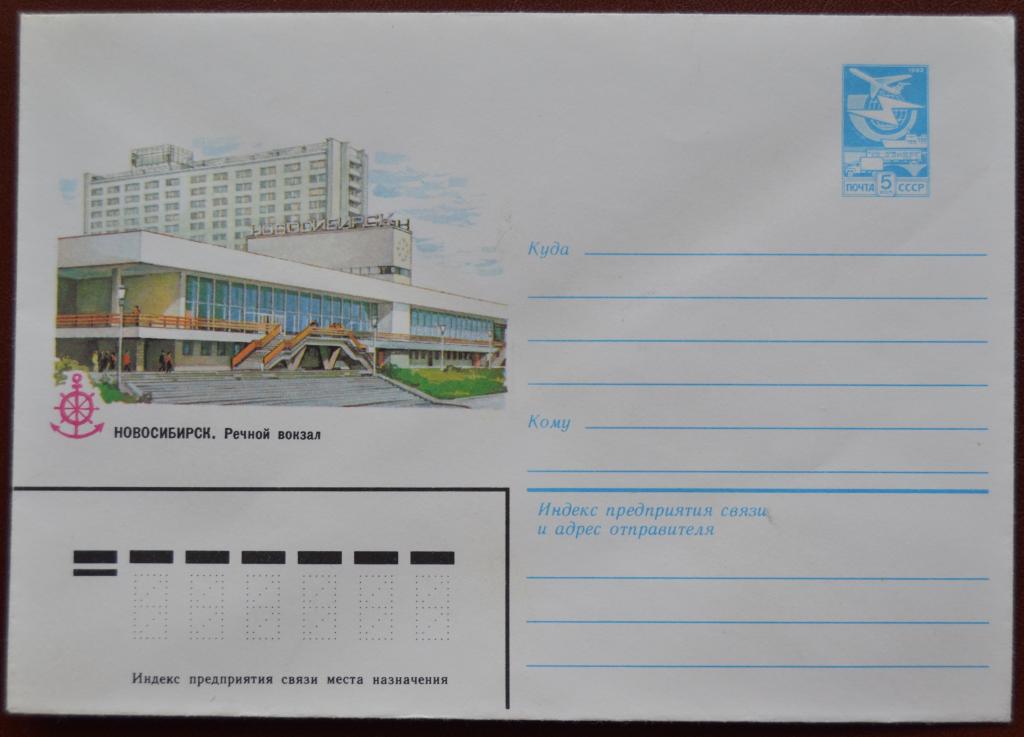 1982
ПОЧТА 5 КОП СССР
НОВОСИБИРСК
Куда
Кому
НОВОСИБИРСК. Речной вокзал
Индекс предприятия связи
и адрес отправителя
Индекс предприятия связи места назначения